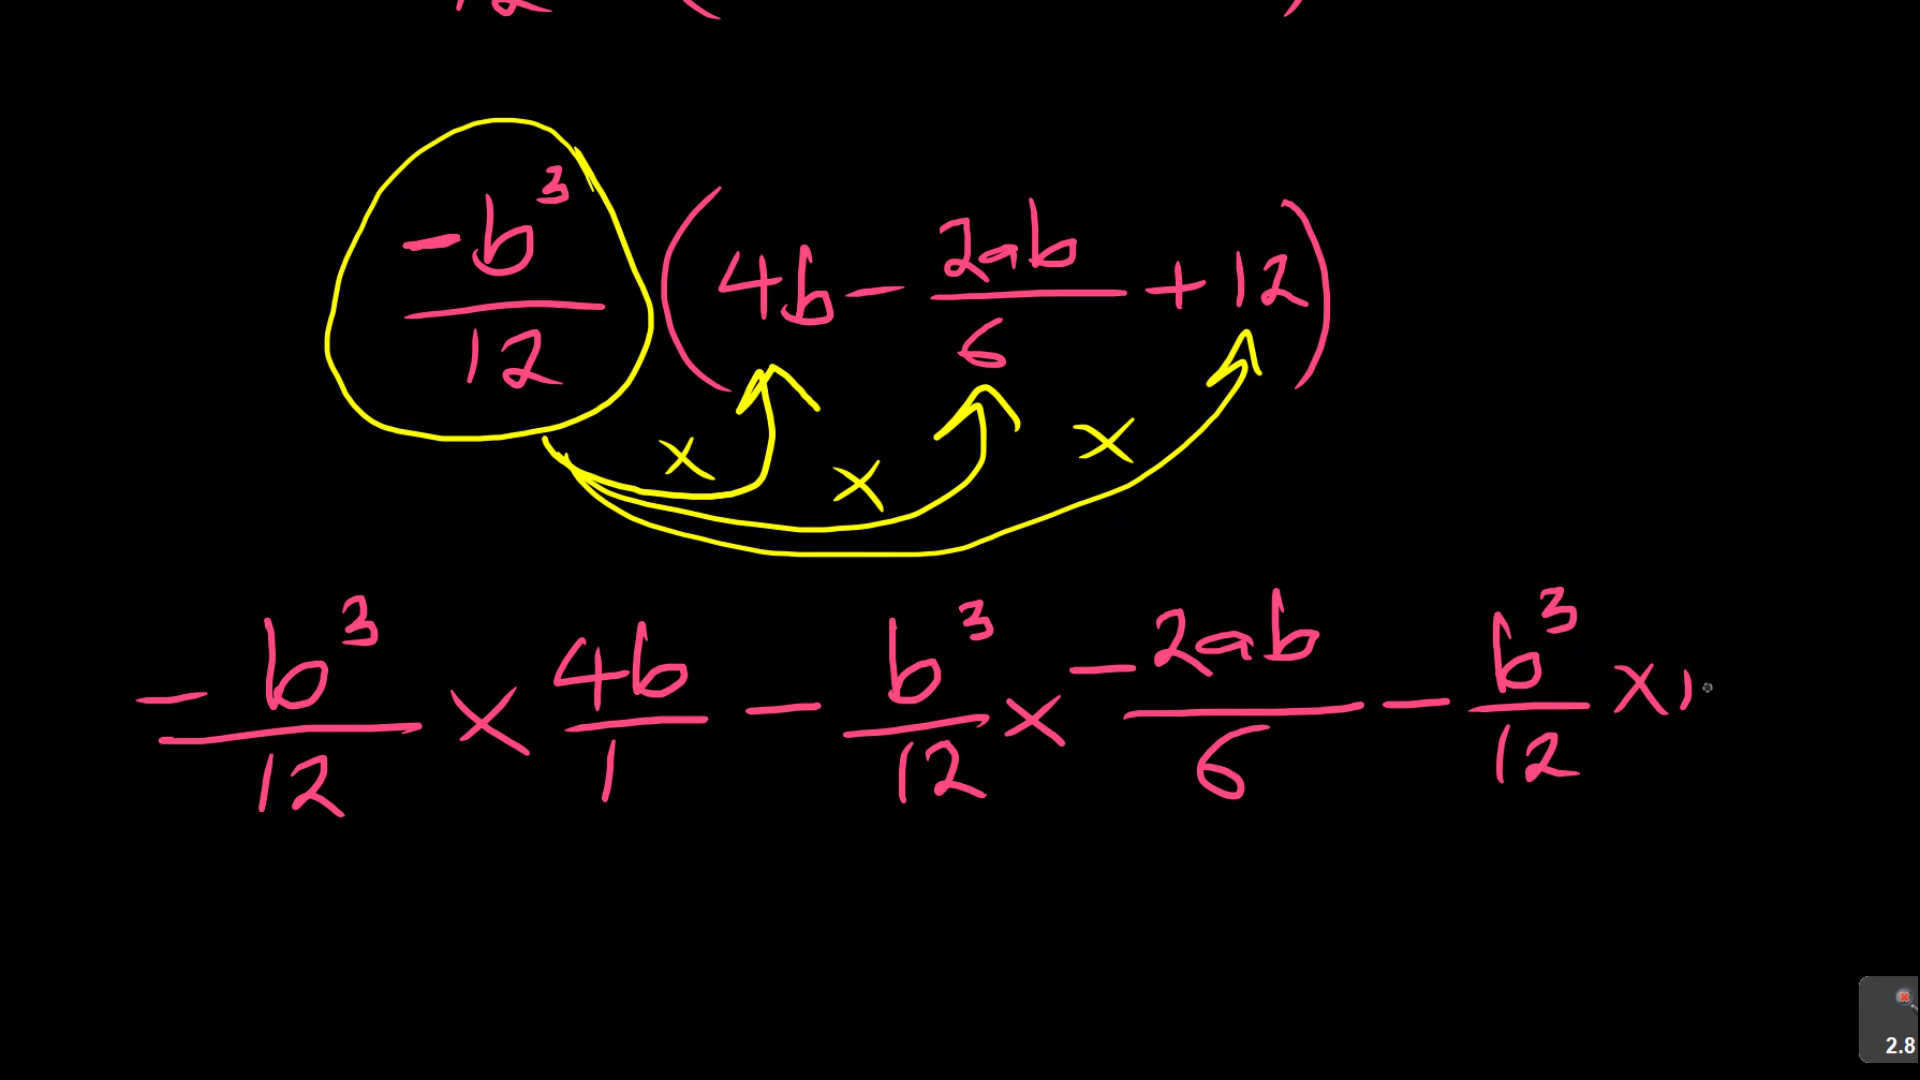 12 ( )
-b³/12 (4b - 2ab/6 + 12)
x x x
- b³/12 x 4b/1 - b³/12 x -2ab/6 - b³/12 x 1
2.8